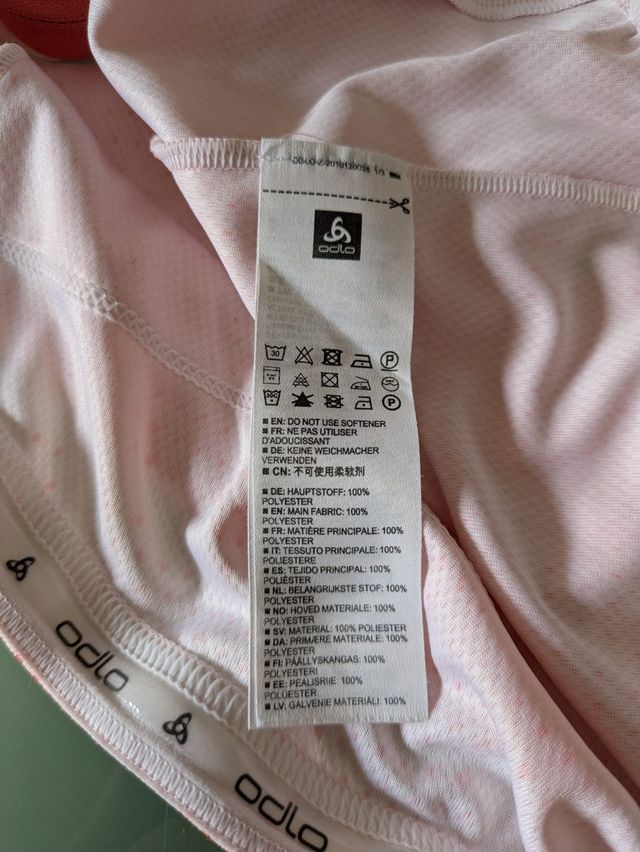 odlo
30
P
P
■ EN: DO NOT USE SOFTENER
■ FR: NE PAS UTILISER
D'ADOUCISSANT
■ DE: KEINE WEICHMACHER
VERWENDEN
■ CN: 不可使用柔软剂
■ DE: HAUPTSTOFF: 100%
POLYESTER
■ EN: MAIN FABRIC: 100%
POLYESTER
■ FR: MATIÈRE PRINCIPALE: 100%
POLYESTER
■ IT: TESSUTO PRINCIPALE: 100%
POLIESTERE
■ ES: TEJIDO PRINCIPAL: 100%
POLIÉSTER
■ NL: BELANGRIJKSTE STOF: 100%
POLYESTER
■ NO: HOVED MATERIALE: 100%
POLYESTER
■ SV: MATERIAL: 100% POLIESTER
■ DA: PRIMÆRE MATERIALE: 100%
POLYESTER
■ FI: PÄÄLLYSKANGAS: 100%
POLYESTERI
■ EE: PEALISRIIE: 100%
POLÜESTER
■ LV: GALVENIE MATERIĀLI: 100%
odlo
odlo